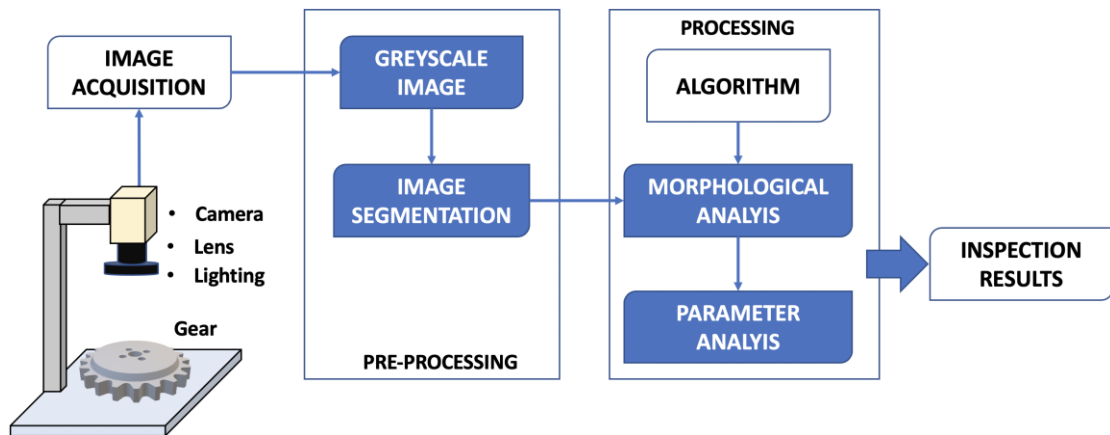 IMAGE
ACQUISITION
• Camera
• Lens
• Lighting
Gear
GREYSCALE
IMAGE
IMAGE
SEGMENTATION
PRE-PROCESSING
PROCESSING
ALGORITHM
MORPHOLOGICAL
ANALYIS
PARAMETER
ANALYIS
INSPECTION
RESULTS